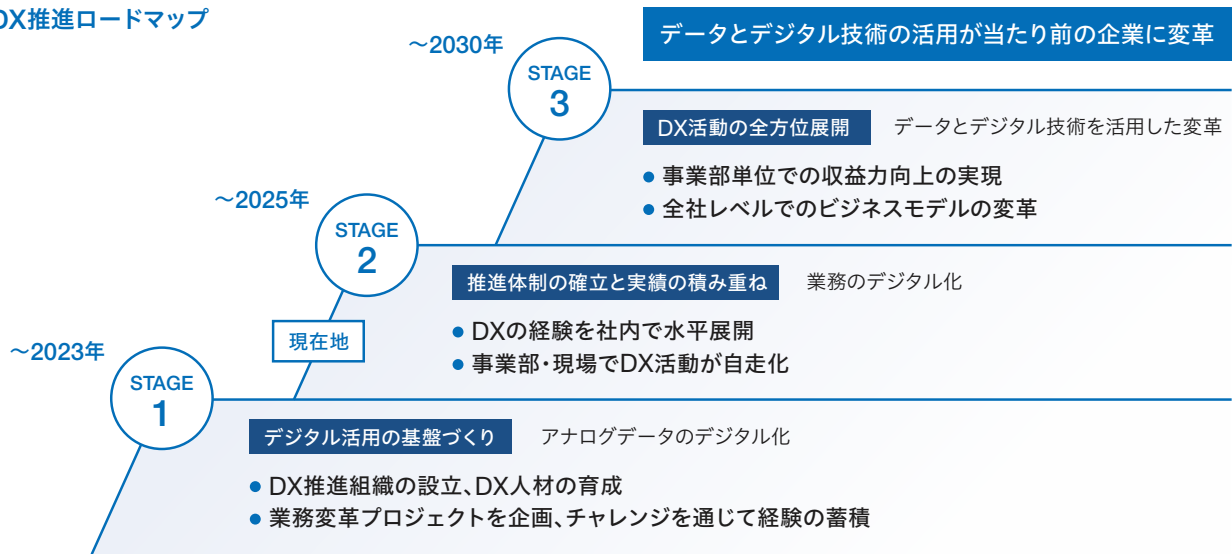 DX推進ロードマップ
データとデジタル技術の活用が当たり前の企業に変革
～2030年
STAGE
3
DX活動の全方位展開 データとデジタル技術を活用した変革
● 事業部単位での収益力向上の実現
● 全社レベルでのビジネスモデルの変革
～2025年
STAGE
2
推進体制の確立と実績の積み重ね 業務のデジタル化
● DXの経験を社内で水平展開
● 事業部・現場でDX活動が自走化
現在地
～2023年
STAGE
1
デジタル活用の基盤づくり アナログデータのデジタル化
● DX推進組織の設立、DX人材の育成
● 業務変革プロジェクトを企画、チャレンジを通じて経験の蓄積